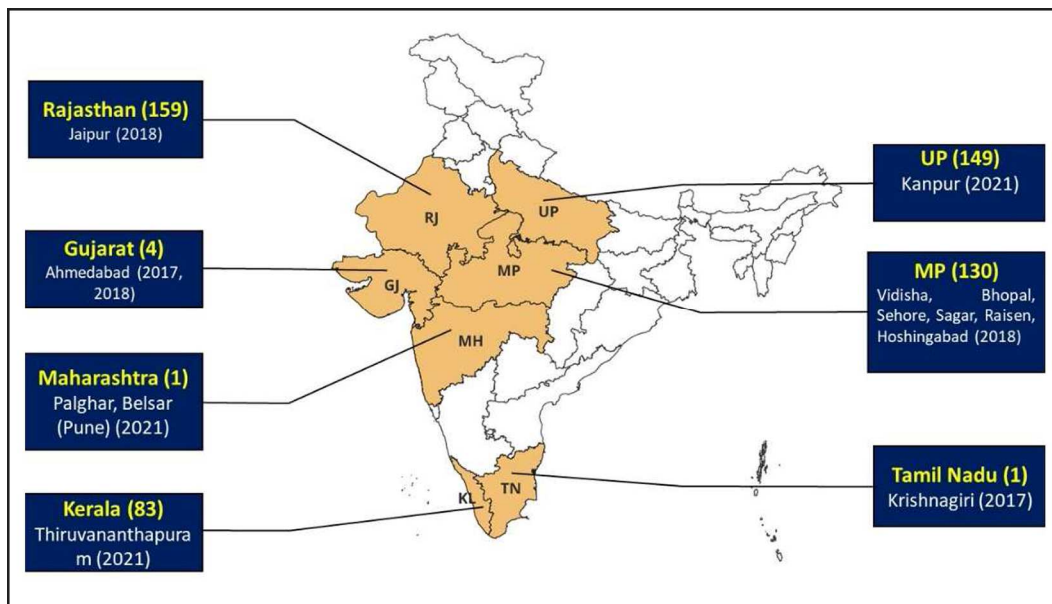 Rajasthan (159)
Jaipur (2018)
Gujarat (4)
Ahmedabad (2017,
2018)
Maharashtra (1)
Palghar, Belsar
(Pune) (2021)
Kerala (83)
Thiruvananthapura
m (2021)
RJ
UP
GJ
MP
MH
KL
TN
UP (149)
Kanpur (2021)
MP (130)
Vidisha, Bhopal,
Sehore, Sagar, Raisen,
Hoshingabad (2018)
Tamil Nadu (1)
Krishnagiri (2017)